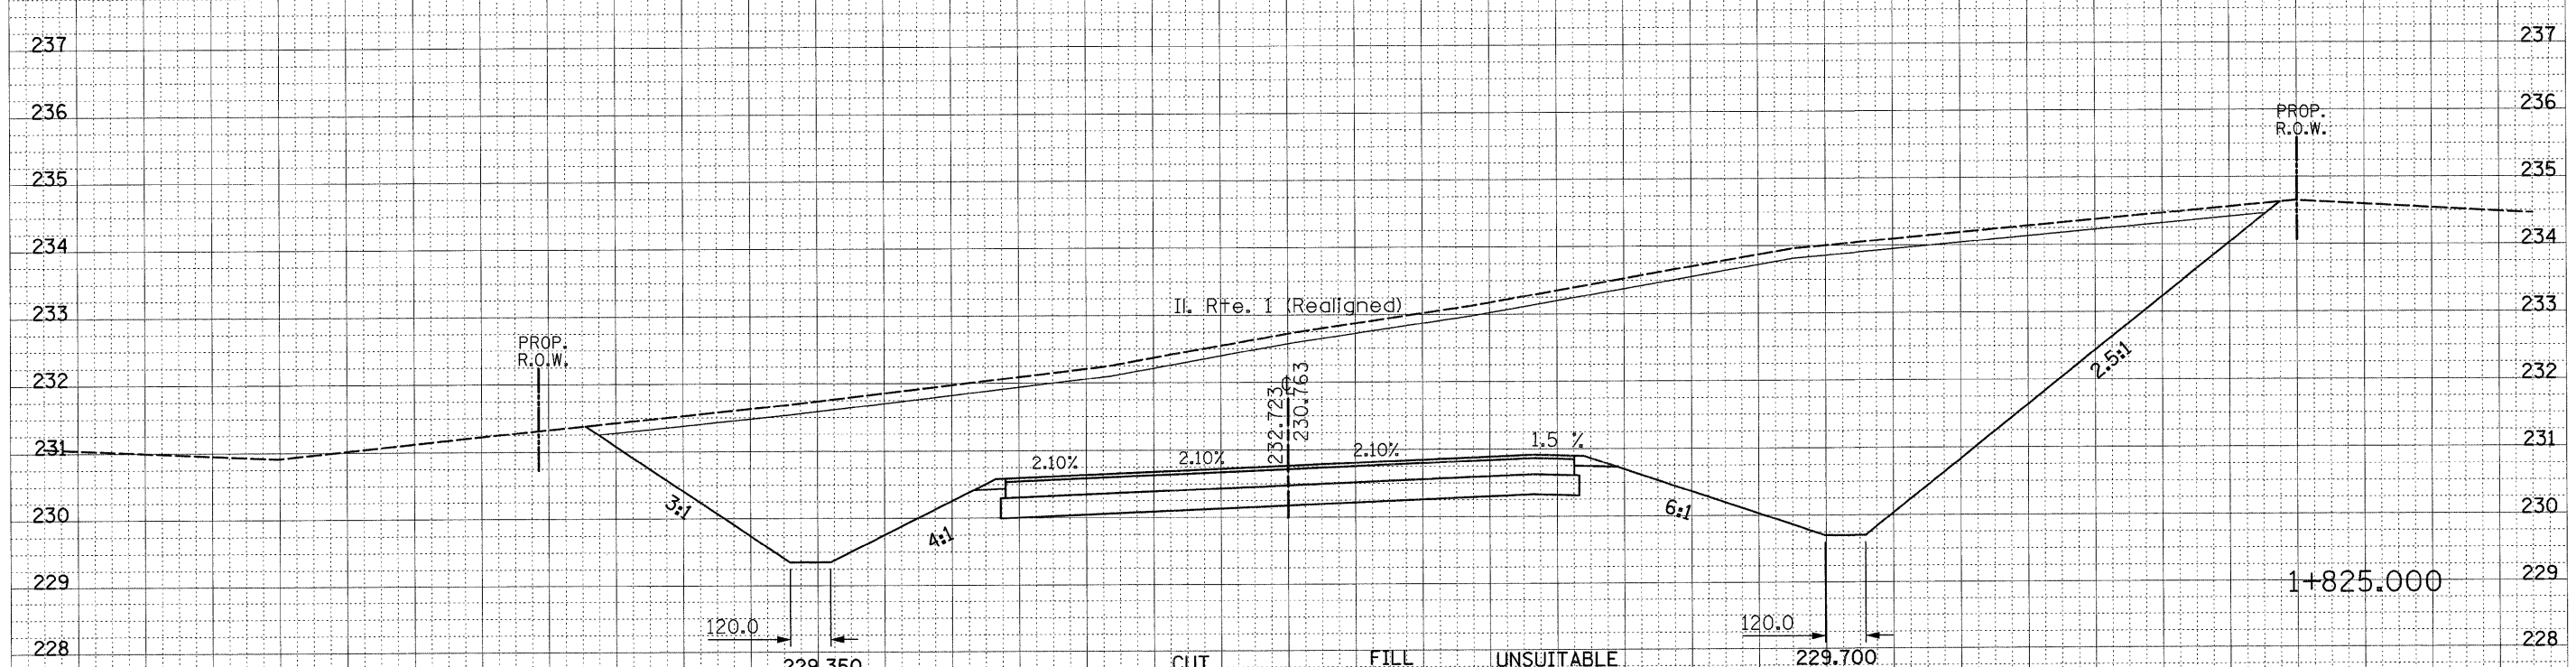 237 237
236 236
PROP.
R.O.W.
235 235
234 234
Il. Rte. 1 (Realigned)
233 233
PROP.
R.O.W.
232 232
232.723
230.763
2.5:1
231 231
2.10% 2.10% 2.10% 1.5 %
230 230
3:1 4:1 6:1
229 229
1+825.000
120.0 120.0
228 228
229.350 CUT FILL UNSUITABLE 229.700